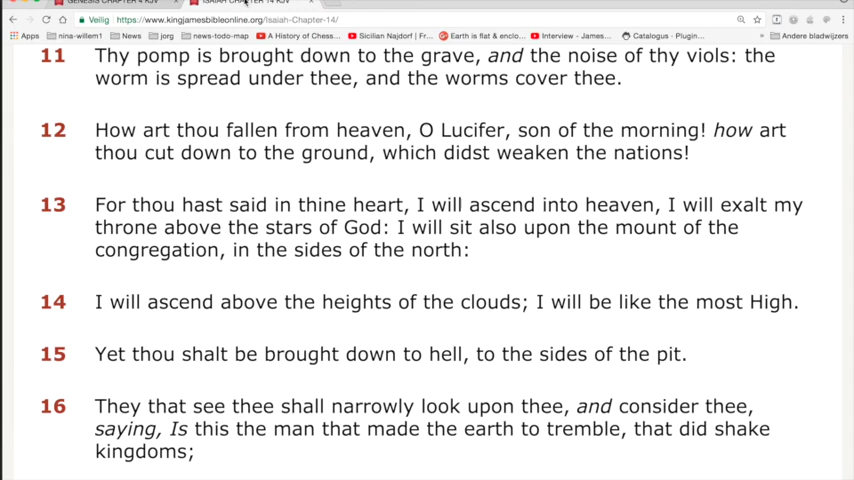 GENESIS CHAPTER 4 KJV
ISAIAH CHAPTER 14 KJV
Veilig
https://www.kingjamesbibleonline.org/Isaiah-Chapter-14/
Apps nina-willem1 News jorg news-todo-map A History of Chess... Sicilian Najdorf | Fr... Earth is flat & enclo... Interview - James... Catalogus - Plugin... » Andere bladwijzers
11 Thy pomp is brought down to the grave, and the noise of thy viols: the
worm is spread under thee, and the worms cover thee.
12 How art thou fallen from heaven, O Lucifer, son of the morning! how art
thou cut down to the ground, which didst weaken the nations!
13 For thou hast said in thine heart, I will ascend into heaven, I will exalt my
throne above the stars of God: I will sit also upon the mount of the
congregation, in the sides of the north:
14 I will ascend above the heights of the clouds; I will be like the most High.
15 Yet thou shalt be brought down to hell, to the sides of the pit.
16 They that see thee shall narrowly look upon thee, and consider thee,
saying, Is this the man that made the earth to tremble, that did shake
kingdoms;